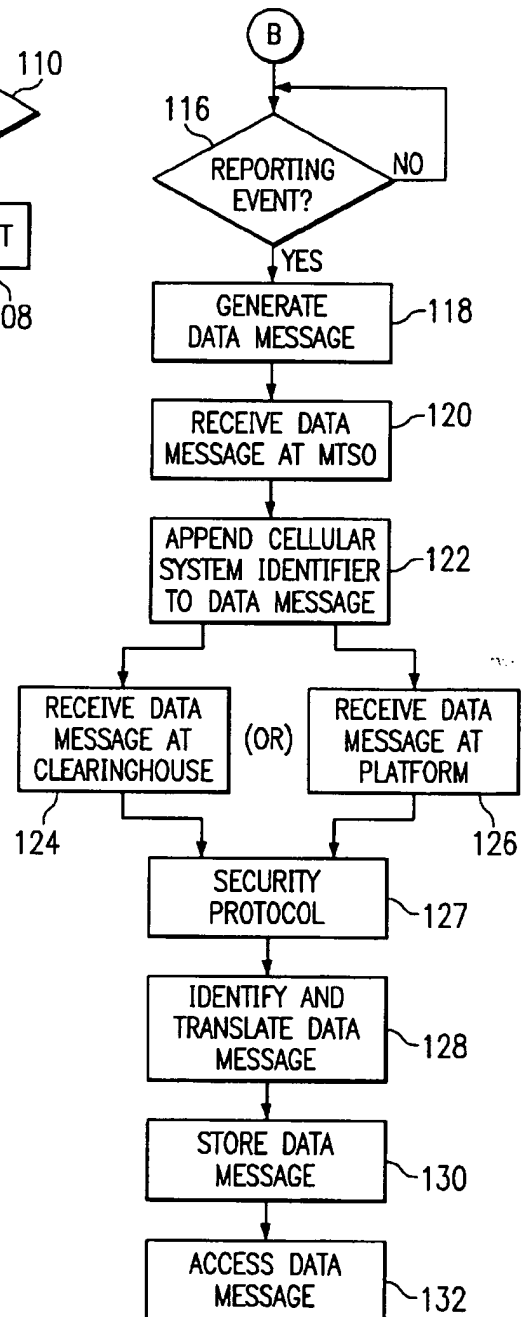 B
110
116
REPORTING
EVENT?
NO
T
08
YES
GENERATE
DATA MESSAGE
118
RECEIVE DATA
MESSAGE AT MTSO
120
APPEND CELLULAR
SYSTEM IDENTIFIER
TO DATA MESSAGE
122
RECEIVE DATA
MESSAGE AT
CLEARINGHOUSE
124
(OR)
RECEIVE DATA
MESSAGE AT
PLATFORM
126
SECURITY
PROTOCOL
127
IDENTIFY AND
TRANSLATE DATA
MESSAGE
128
STORE DATA
MESSAGE
130
ACCESS DATA
MESSAGE
132